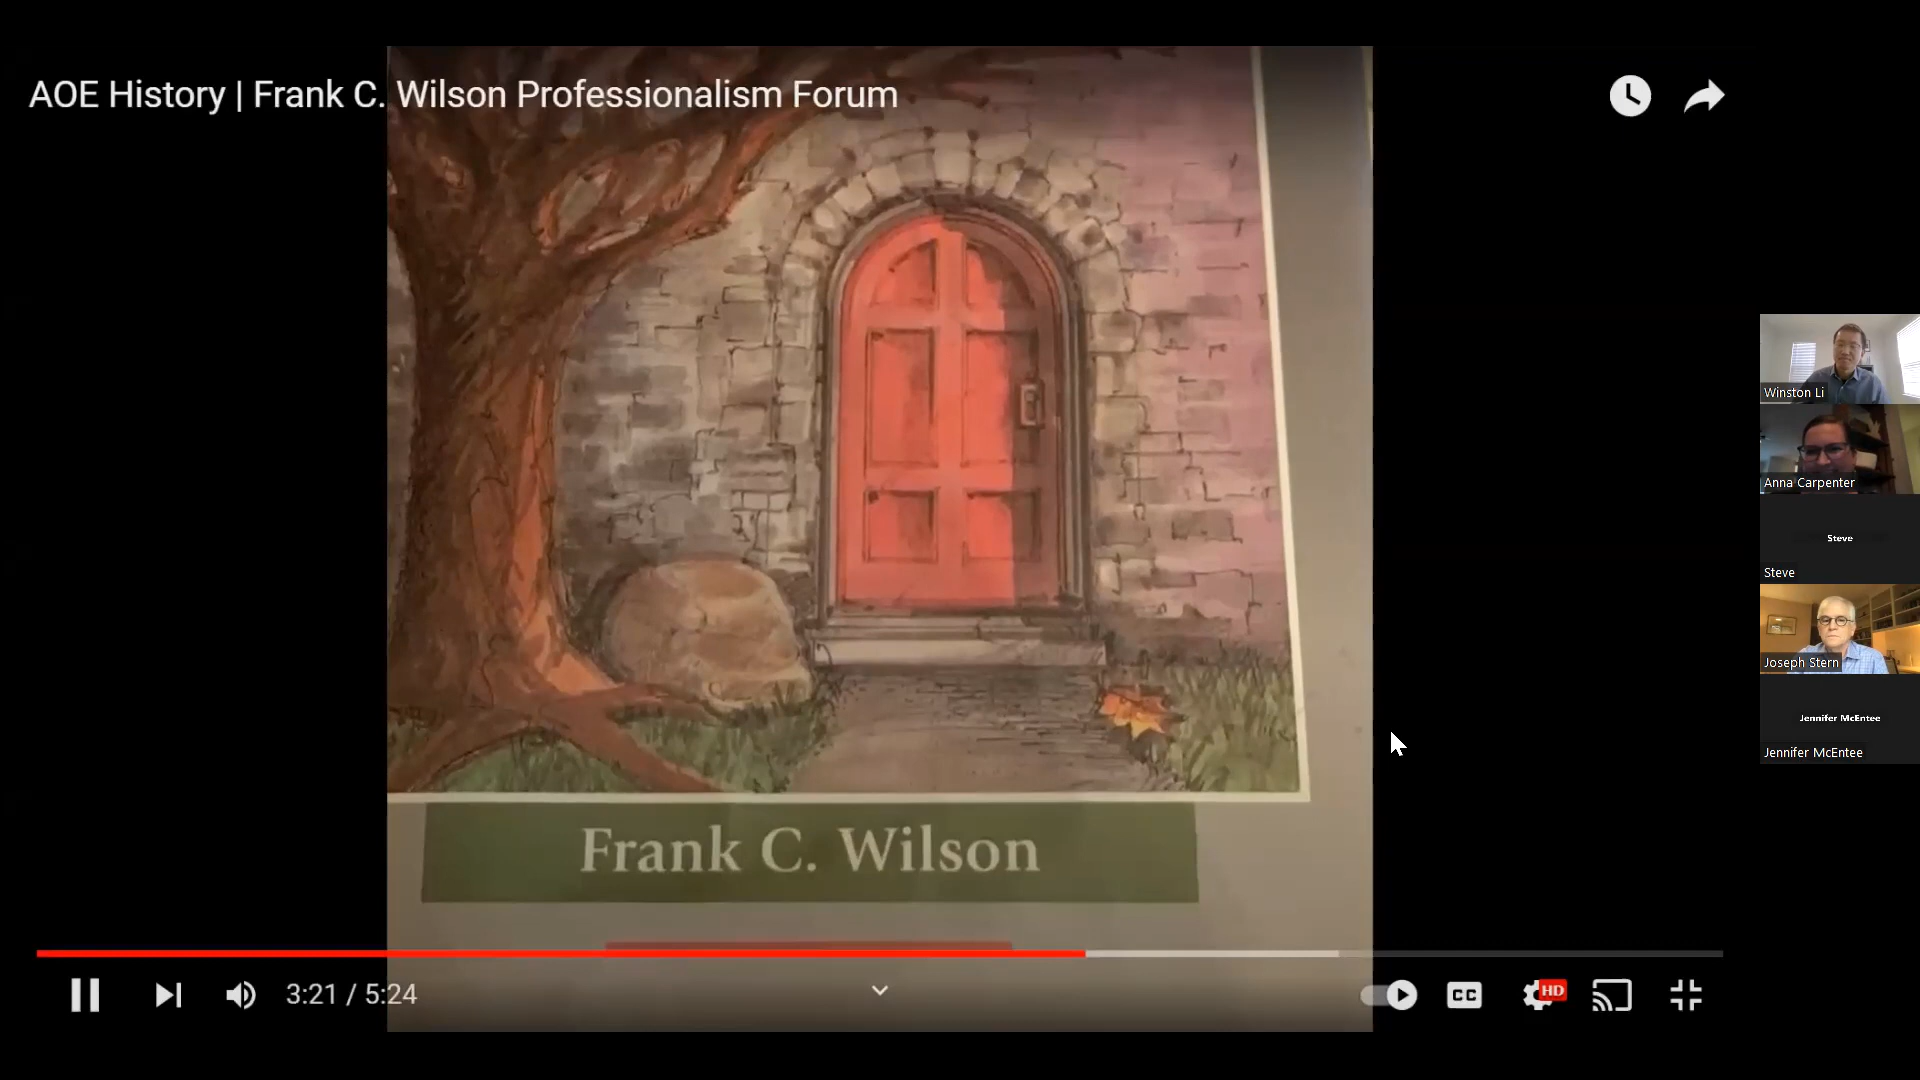 AOE History | Frank C. Wilson Professionalism Forum
Winston Li
Anna Carpenter
Steve
Steve
Joseph Stern
Jennifer McEntee
Jennifer McEntee
Frank C. Wilson
3:21 / 5:24
CC
HD